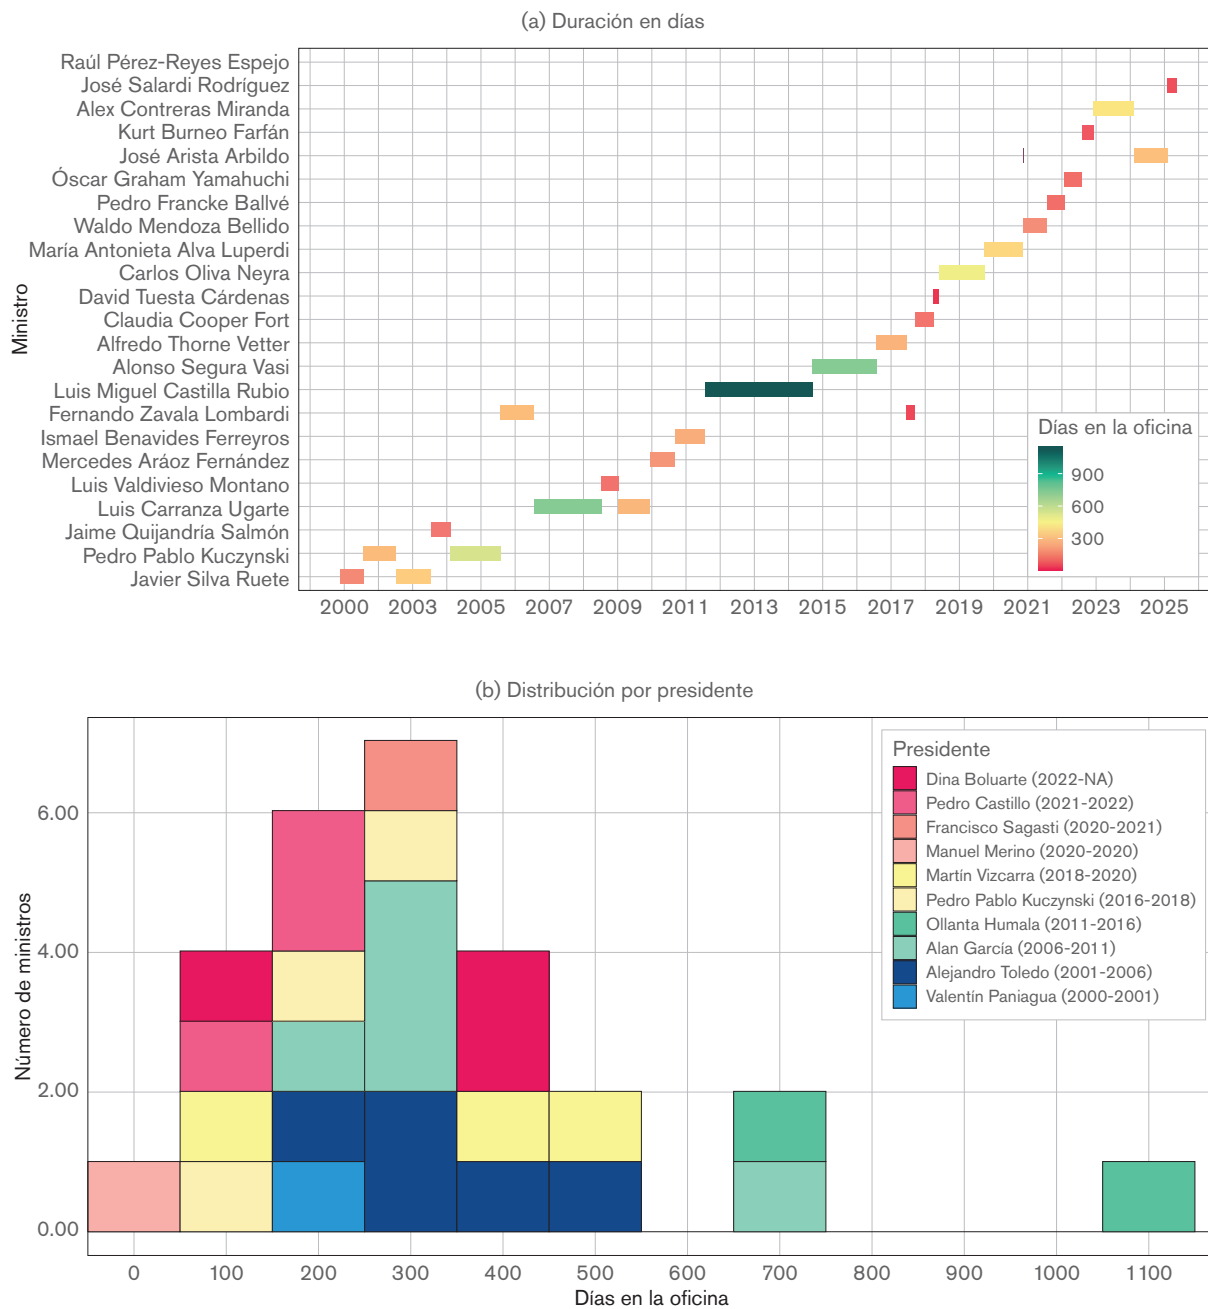 (a) Duración en días
Ministro
Raúl Pérez-Reyes Espejo
José Salardi Rodríguez
Alex Contreras Miranda
Kurt Burneo Farfán
José Arista Arbildo
Óscar Graham Yamahuchi
Pedro Francke Ballvé
Waldo Mendoza Bellido
María Antonieta Alva Luperdi
Carlos Oliva Neyra
David Tuesta Cárdenas
Claudia Cooper Fort
Alfredo Thorne Vetter
Alonso Segura Vasi
Luis Miguel Castilla Rubio
Fernando Zavala Lombardi
Ismael Benavides Ferreyros
Mercedes Aráoz Fernández
Luis Valdivieso Montano
Luis Carranza Ugarte
Jaime Quijandría Salmón
Pedro Pablo Kuczynski
Javier Silva Ruete
Días en la oficina
900
600
300
2000 2003 2005 2007 2009 2011 2013 2015 2017 2019 2021 2023 2025
(b) Distribución por presidente
Número de ministros
6.00
4.00
2.00
0.00
Presidente
Dina Boluarte (2022-NA)
Pedro Castillo (2021-2022)
Francisco Sagasti (2020-2021)
Manuel Merino (2020-2020)
Martín Vizcarra (2018-2020)
Pedro Pablo Kuczynski (2016-2018)
Ollanta Humala (2011-2016)
Alan García (2006-2011)
Alejandro Toledo (2001-2006)
Valentín Paniagua (2000-2001)
0 100 200 300 400 500 600 700 800 900 1000 1100
Días en la oficina